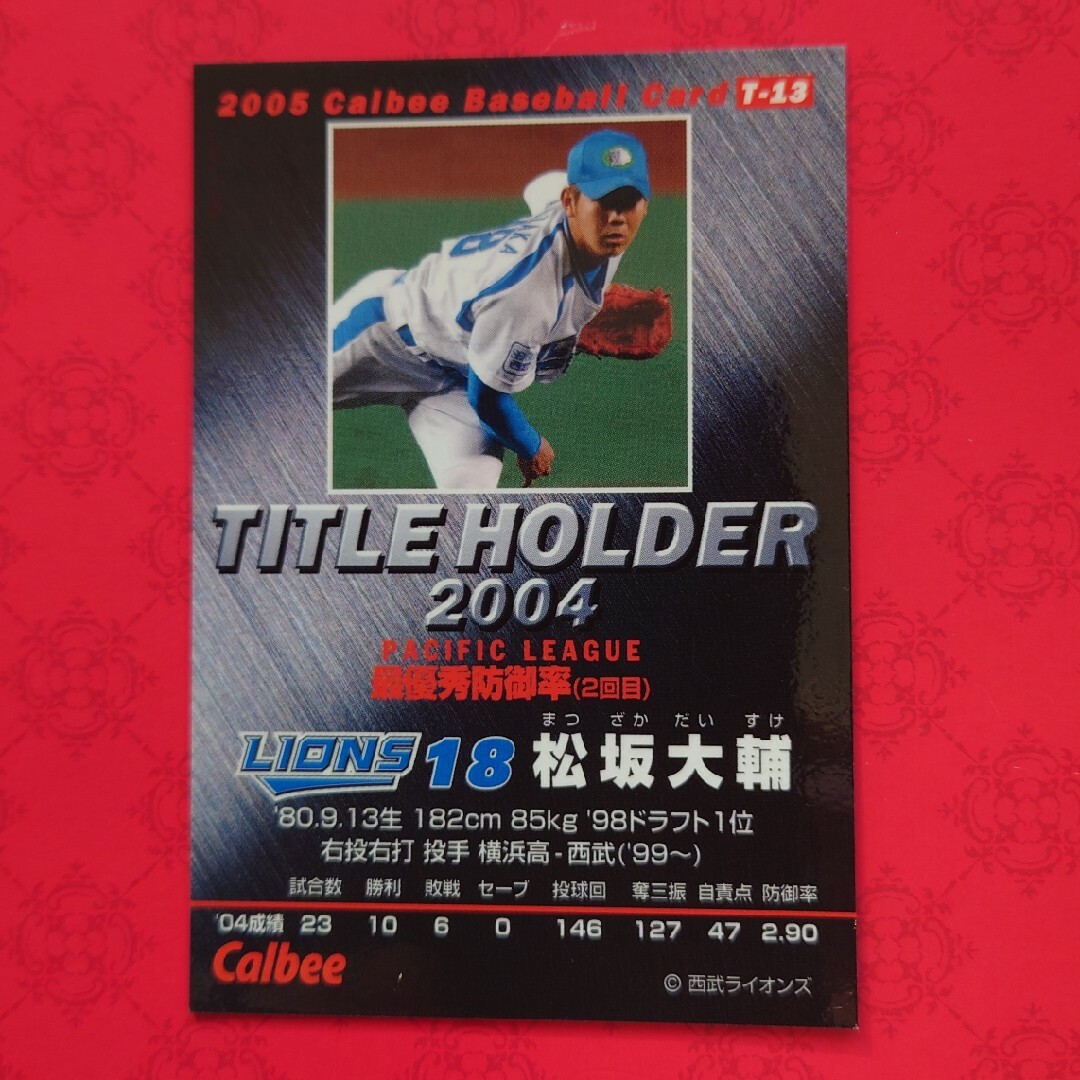 2005 Calbee Baseball Card T-13
18
TITLE HOLDER
2004
PACIFIC LEAGUE
最優秀防御率(2回目)
まつ ざか だい すけ
LIONS 18 松坂大輔
'80.9.13生 182cm 85kg '98ドラフト1位
右投右打 投手 横浜高-西武('99〜)
試合数 勝利 敗戦 セーブ 投球回 奪三振 自責点 防御率
'04成績 23 10 6 0 146 127 47 2.90
Calbee
© 西武ライオンズ